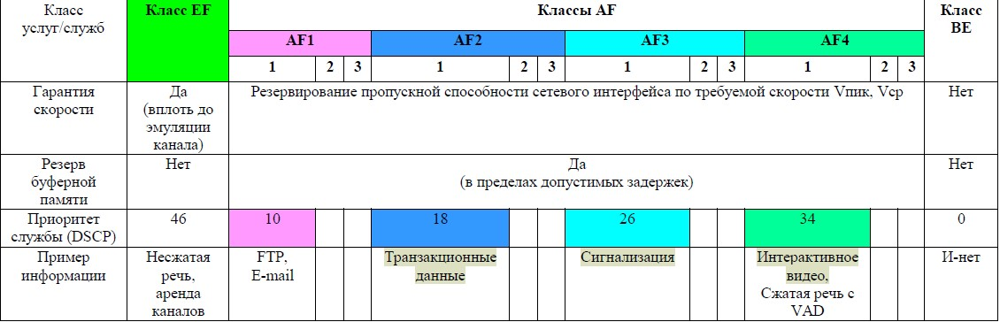 Класс услуг/служб | Класс EF | Классы AF | Класс BE
AF1 | AF2 | AF3 | AF4
1 | 2 | 3 | 1 | 2 | 3 | 1 | 2 | 3 | 1 | 2 | 3
Гарантия скорости | Да (вплоть до эмуляции канала) | Резервирование пропускной способности сетевого интерфейса по требуемой скорости Vпик, Vср | Нет
Резерв буферной памяти | Нет | Да (в пределах допустимых задержек) | Нет
Приоритет службы (DSCP) | 46 | 10 | 18 | 26 | 34 | 0
Пример информации | Несжатая речь, аренда каналов | FTP, E-mail | Транзакционные данные | Сигнализация | Интерактивное видео, Сжатая речь с VAD | И-нет